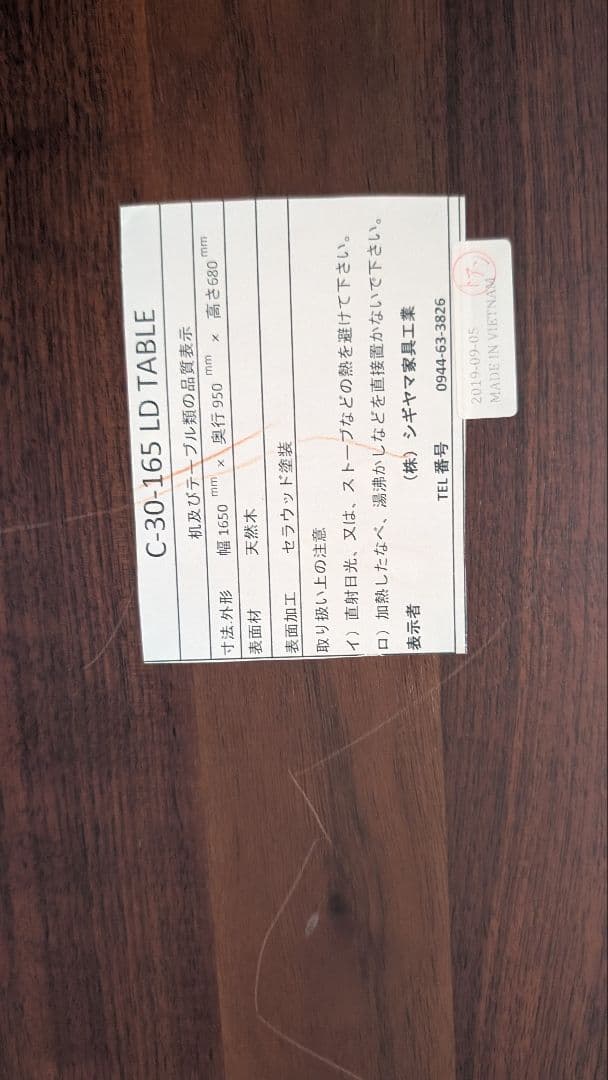 C-30-165 LD TABLE
机及びテーブル類の品質表示
寸法.外形 幅 1650 mm × 奥行 950 mm × 高さ680 mm
表面材 天然木
表面加工 セラウッド塗装
取り扱い上の注意
イ）直射日光、又は、ストーブなどの熱を避けて下さい。
ロ）加熱したなべ、湯沸かしなどを直接置かないで下さい。
表示者 （株）シギヤマ家具工業
TEL 番号 0944-63-3826
2019-09-05
MADE IN VIETNAM